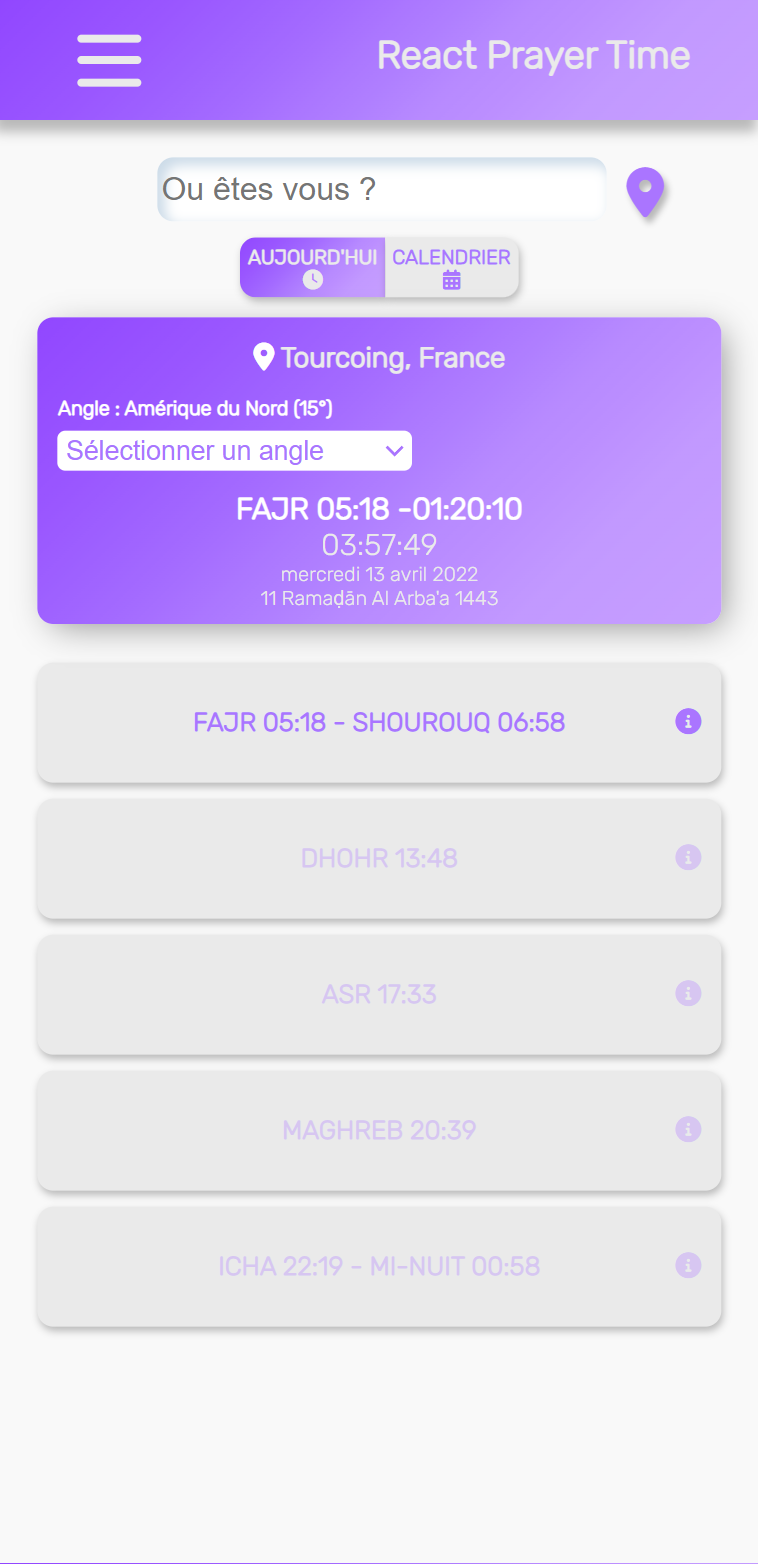 React Prayer Time
Ou êtes vous ?
AUJOURD'HUI
CALENDRIER
Tourcoing, France
Angle : Amérique du Nord (15°)
Sélectionner un angle
FAJR 05:18 -01:20:10
03:57:49
mercredi 13 avril 2022
11 Ramaḍān Al Arba'a 1443
FAJR 05:18 - SHOUROUQ 06:58
DHOHR 13:48
ASR 17:33
MAGHREB 20:39
ICHA 22:19 - MI-NUIT 00:58